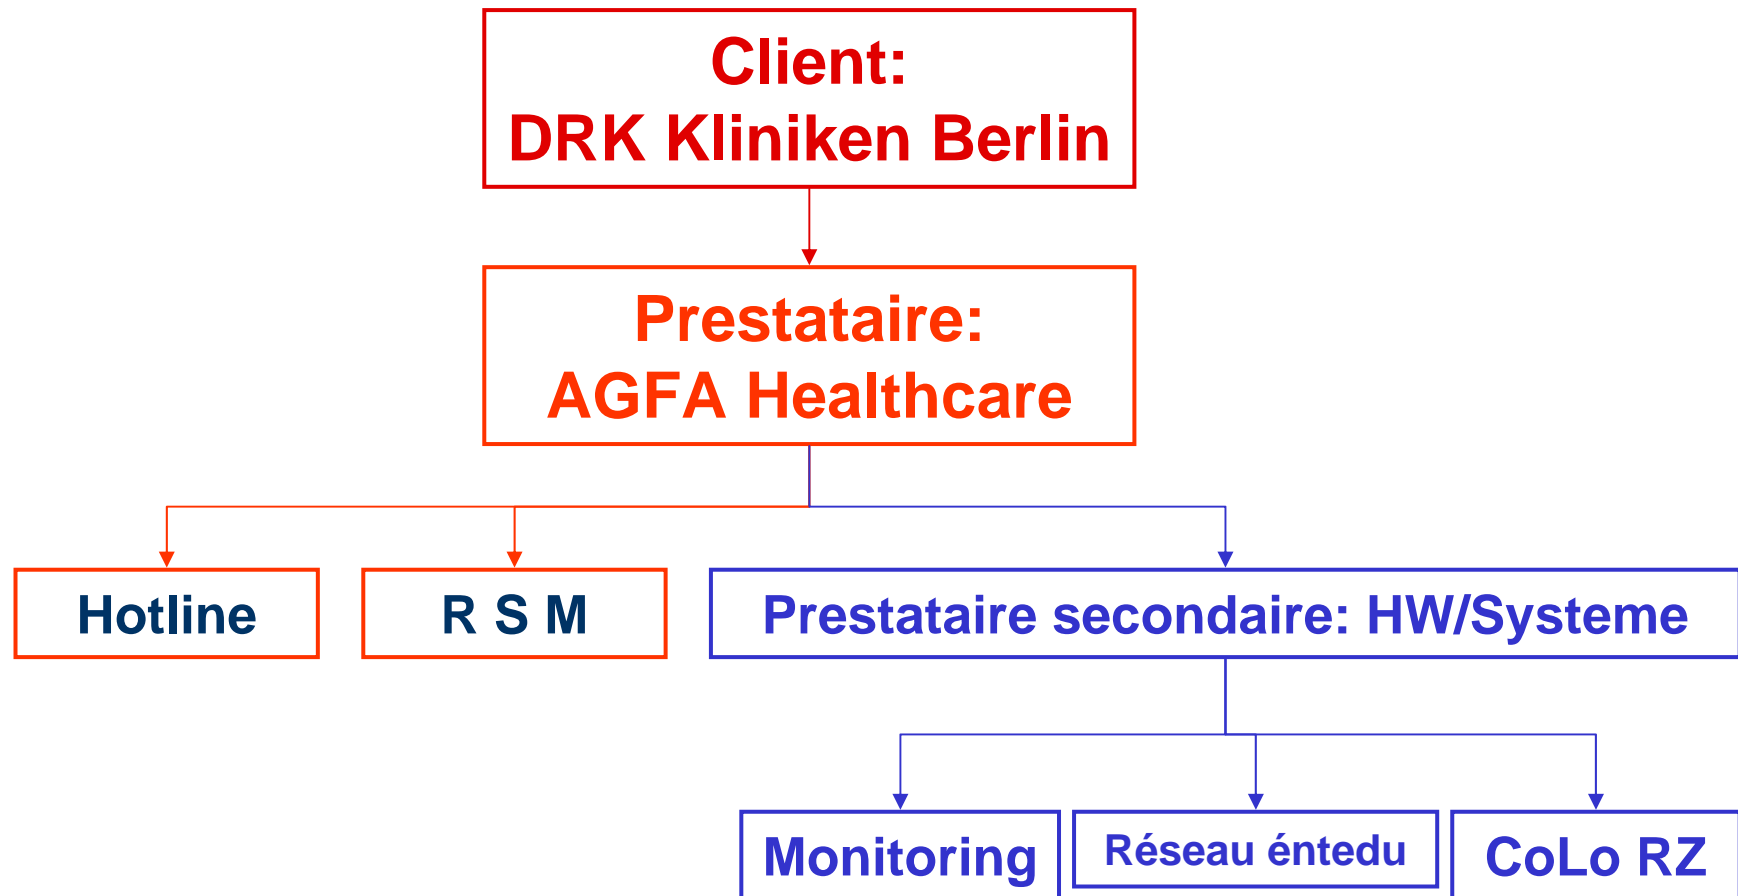 Client:
DRK Kliniken Berlin
Prestataire:
AGFA Healthcare
Hotline
R S M
Prestataire secondaire: HW/Systeme
Monitoring
Réseau éntedu
CoLo RZ